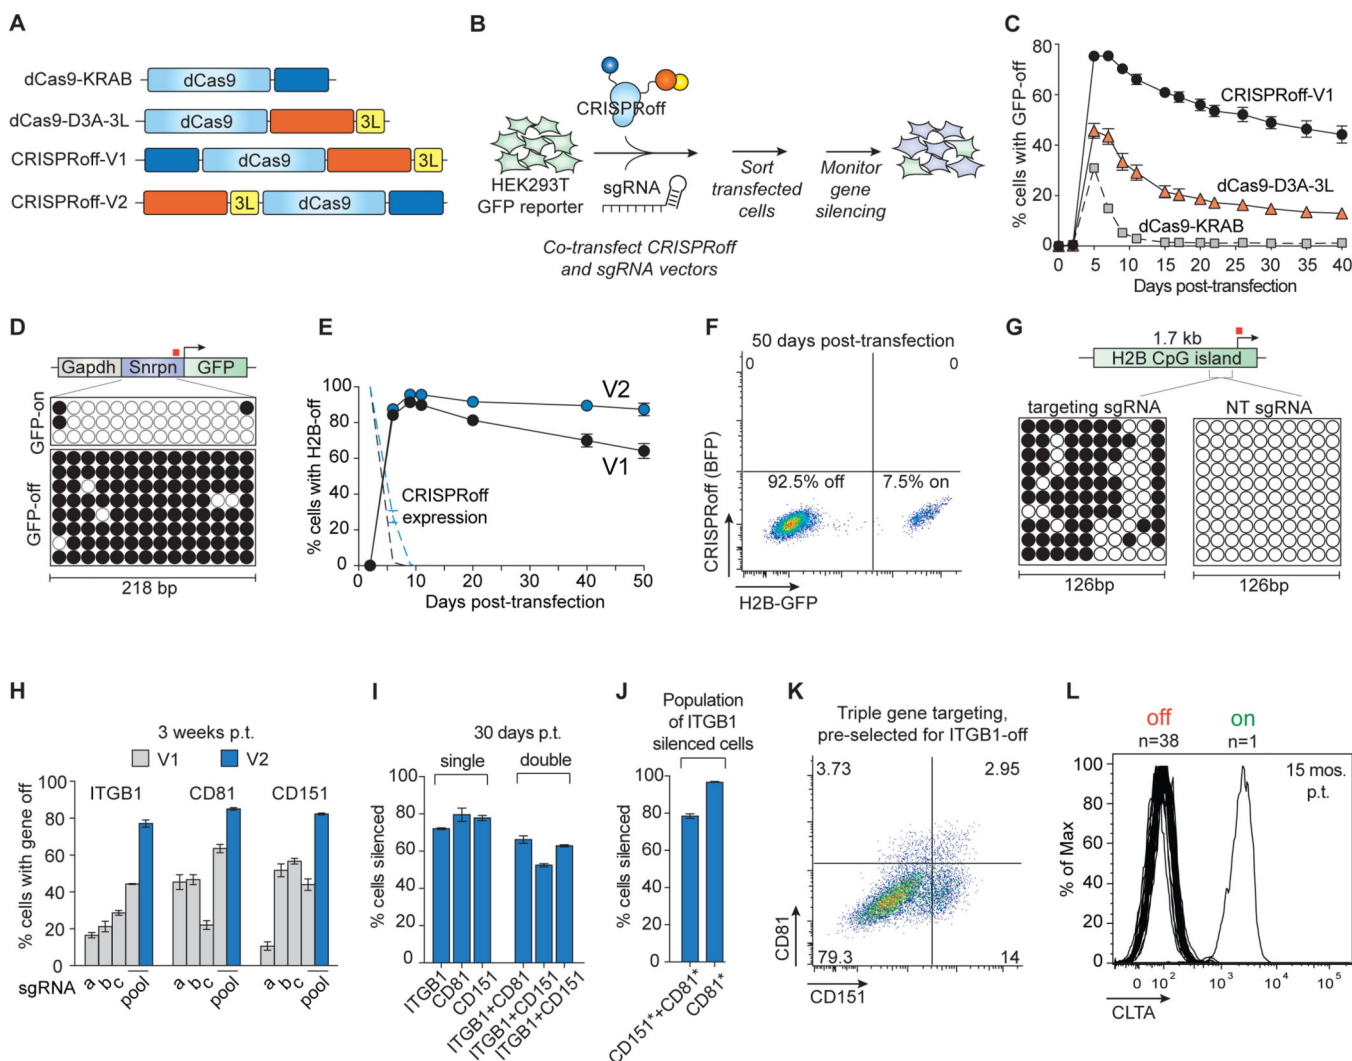 A
dCas9-KRAB
dCas9
dCas9-D3A-3L
dCas9
3L
CRISPRoff-V1
dCas9
3L
CRISPRoff-V2
3L
dCas9
B
CRISPRoff
HEK293T
GFP reporter
sgRNA
Sort
transfected
cells
Monitor
gene
silencing
Co-transfect CRISPRoff
and sgRNA vectors
C
% cells with GFP-off
80
60
40
20
0
CRISPRoff-V1
dCas9-D3A-3L
dCas9-KRAB
0 5 10 15 20 25 30 35 40
Days post-transfection
D
Gapdh Snrpn GFP
GFP-on
GFP-off
218 bp
E
% cells with H2B-off
100
80
60
40
20
0
V2
V1
CRISPRoff
expression
0 10 20 30 40 50
Days post-transfection
F
50 days post-transfection
0
0
92.5% off
7.5% on
CRISPRoff (BFP)
H2B-GFP
G
1.7 kb
H2B CpG island
targeting sgRNA
NT sgRNA
126bp
126bp
H
3 weeks p.t.
V1 V2
ITGB1 CD81 CD151
% cells with gene off
100
80
60
40
20
0
sgRNA a b c pool a b c pool a b c pool
I
30 days p.t.
single double
% cells silenced
100
80
60
40
20
0
ITGB1
CD81
CD151
ITGB1+CD81
ITGB1+CD151
ITGB1+CD151
J
Population
of ITGB1
silenced cells
% cells silenced
100
80
60
40
20
0
CD151*+CD81*
CD81*
K
Triple gene targeting,
pre-selected for ITGB1-off
3.73
2.95
79.3
14
CD81
CD151
L
off on
n=38 n=1
15 mos.
p.t.
% of Max
100
80
60
40
20
0
0 10² 10³ 10⁴ 10⁵
CLTA